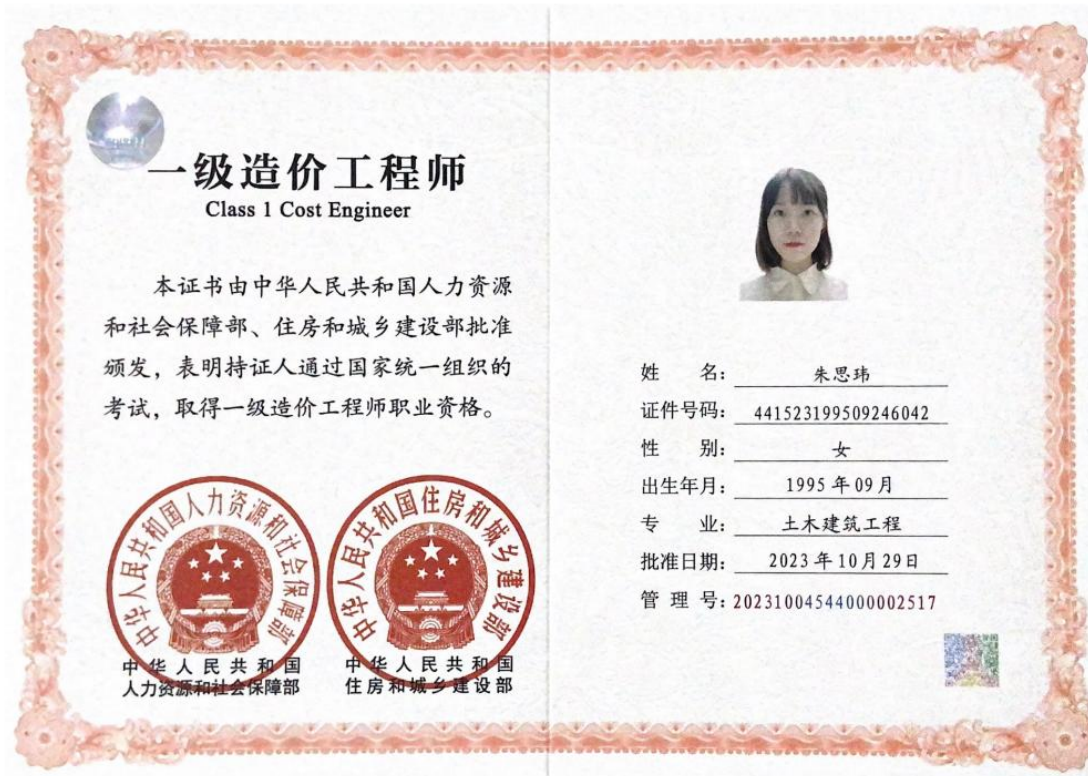 一级造价工程师
Class 1 Cost Engineer
本证书由中华人民共和国人力资源
和社会保障部、住房和城乡建设部批准
颁发，表明持证人通过国家统一组织的
考试，取得一级造价工程师职业资格。
中华人民共和国人力资源和社会保障部
中华人民共和国
人力资源和社会保障部
中华人民共和国住房和城乡建设部
中华人民共和国
住房和城乡建设部
姓 名：朱思玮
证件号码：441523199509246042
性 别：女
出生年月：1995年09月
专 业：土木建筑工程
批准日期：2023年10月29日
管 理 号：20231004544000002517